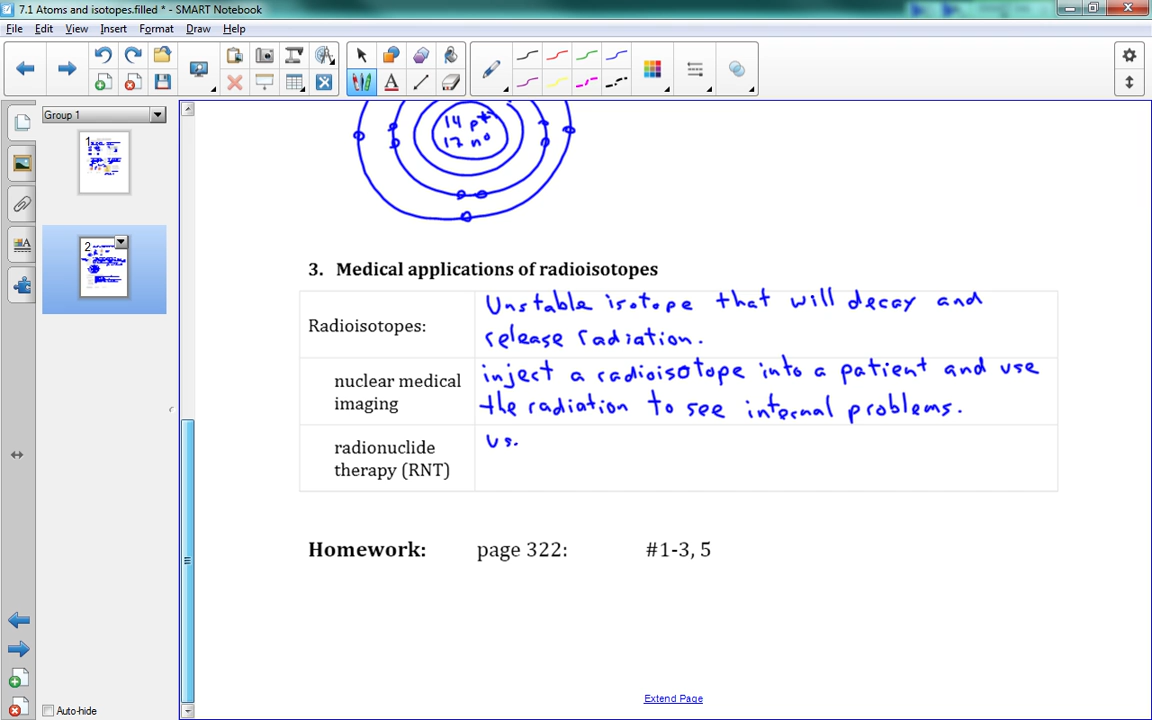 7.1 Atoms and isotopes.filled * - SMART Notebook
File Edit View Insert Format Draw Help
Group 1
1
2
14 p+
17 n°
3. Medical applications of radioisotopes
Radioisotopes:
Unstable isotope that will decay and
release radiation.
nuclear medical
imaging
inject a radioisotope into a patient and use
the radiation to see internal problems.
radionuclide
therapy (RNT)
us.
Homework: page 322: #1-3, 5
Extend Page
Auto-hide